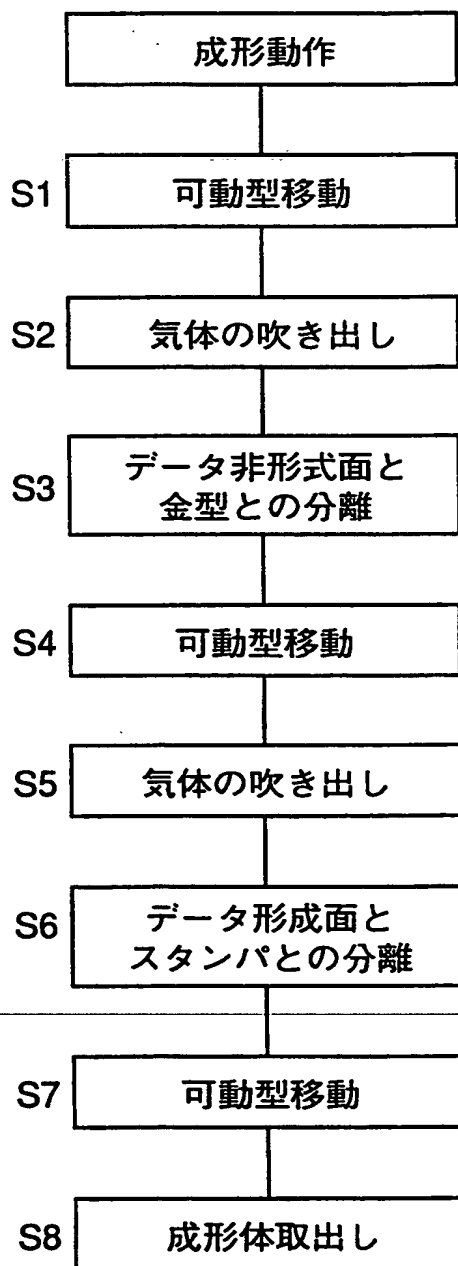 成形動作
S1 可動型移動
S2 気体の吹き出し
S3 データ非形式面と
金型との分離
S4 可動型移動
S5 気体の吹き出し
S6 データ形成面と
スタンパとの分離
S7 可動型移動
S8 成形体取出し